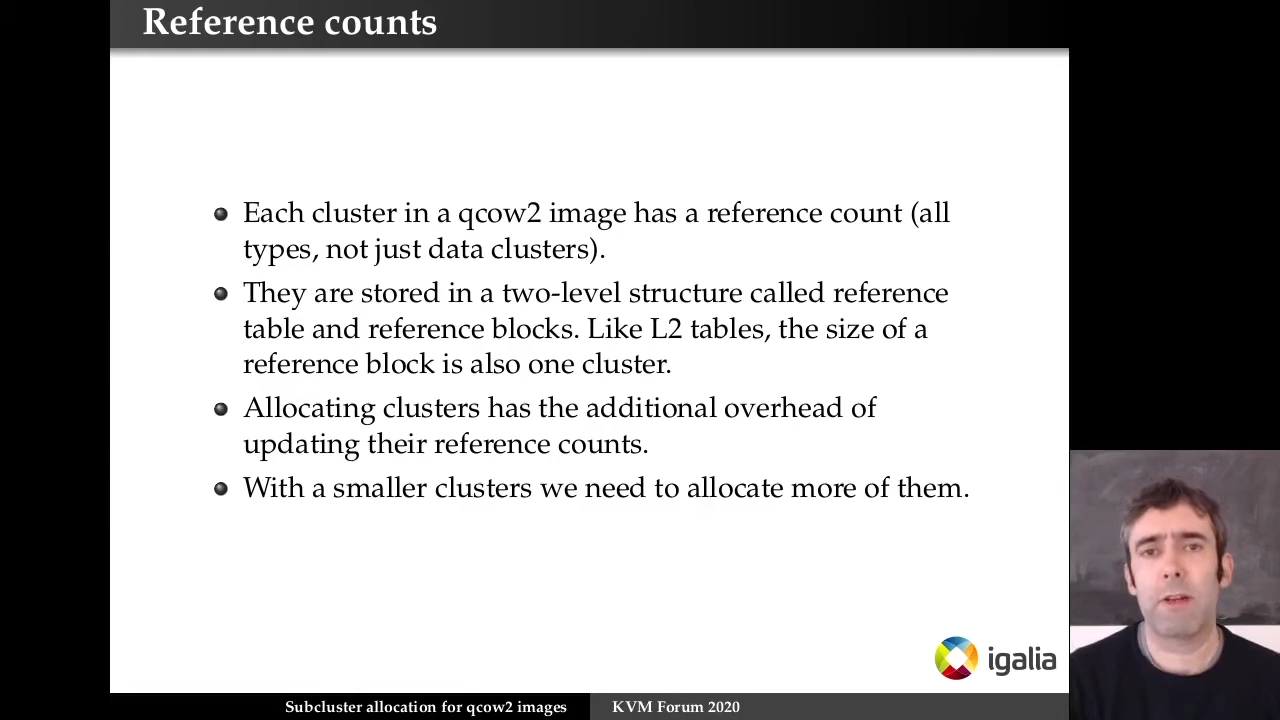 Reference counts
Each cluster in a qcow2 image has a reference count (all
types, not just data clusters).
They are stored in a two-level structure called reference
table and reference blocks. Like L2 tables, the size of a
reference block is also one cluster.
Allocating clusters has the additional overhead of
updating their reference counts.
With a smaller clusters we need to allocate more of them.
igalia
Subcluster allocation for qcow2 images
KVM Forum 2020